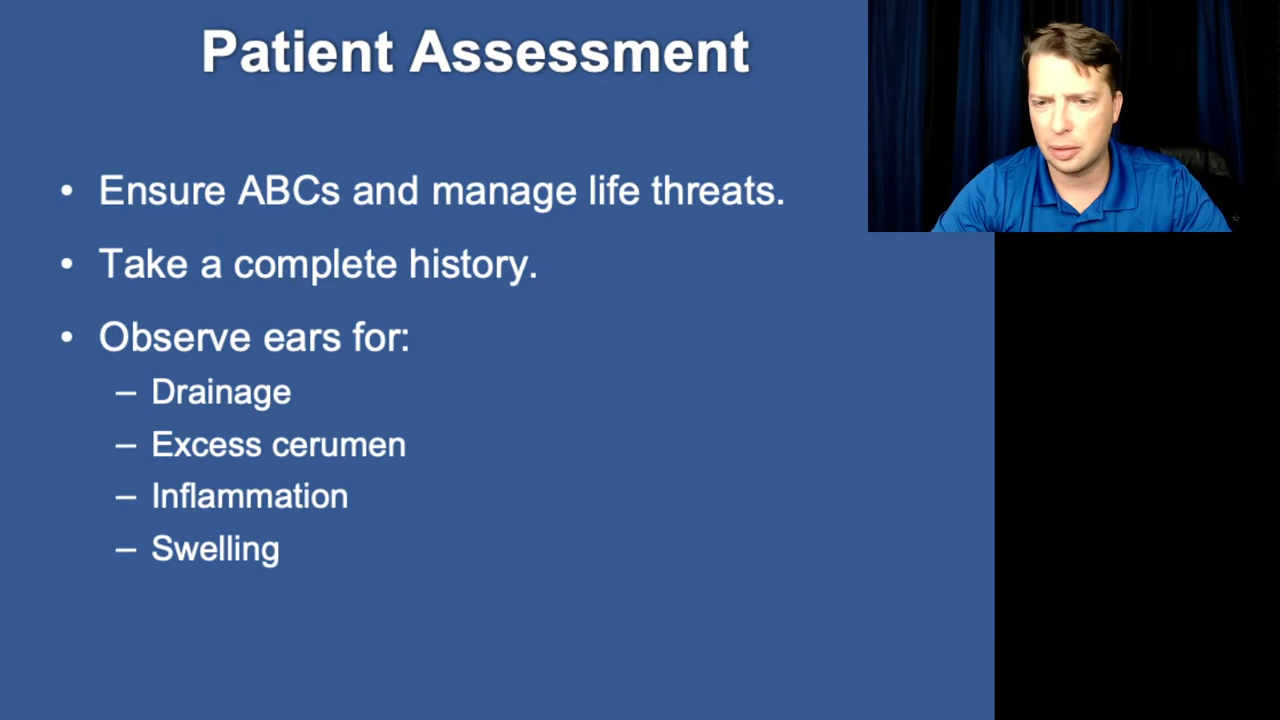 Patient Assessment
• Ensure ABCs and manage life threats.
• Take a complete history.
• Observe ears for:
– Drainage
– Excess cerumen
– Inflammation
– Swelling